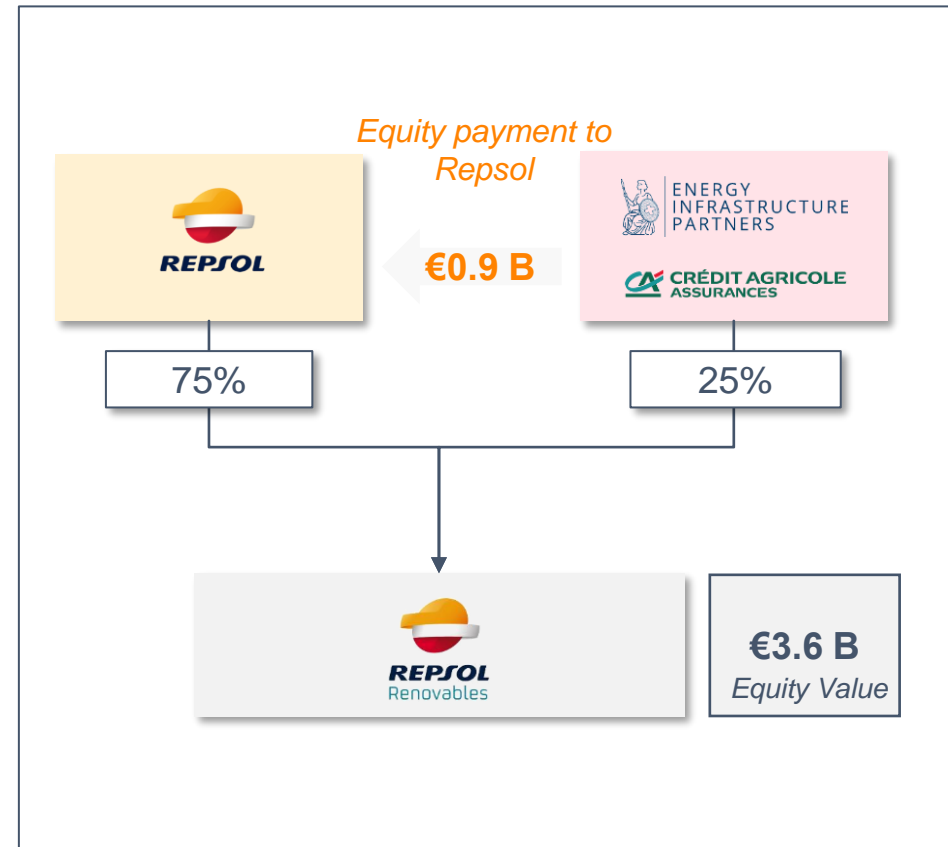 Equity payment to
Repsol
REPSOL
€0.9 B
ENERGY
INFRASTRUCTURE
PARTNERS
CA CRÉDIT AGRICOLE
ASSURANCES
75%
25%
REPSOL
Renovables
€3.6 B
Equity Value